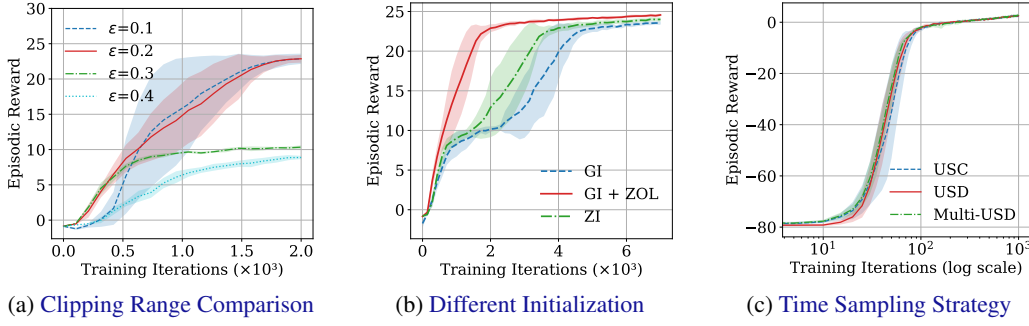 30
25
20
15
10
5
0
0.0 0.5 1.0 1.5 2.0
Episodic Reward
Training Iterations (×10³)
ε=0.1
ε=0.2
ε=0.3
ε=0.4
(a) Clipping Range Comparison
25
20
15
10
5
0
0 2 4 6
Episodic Reward
Training Iterations (×10³)
GI
GI + ZOL
ZI
(b) Different Initialization
0
−20
−40
−60
−80
10¹ 10² 10³
Episodic Reward
Training Iterations (log scale)
USC
USD
Multi-USD
(c) Time Sampling Strategy